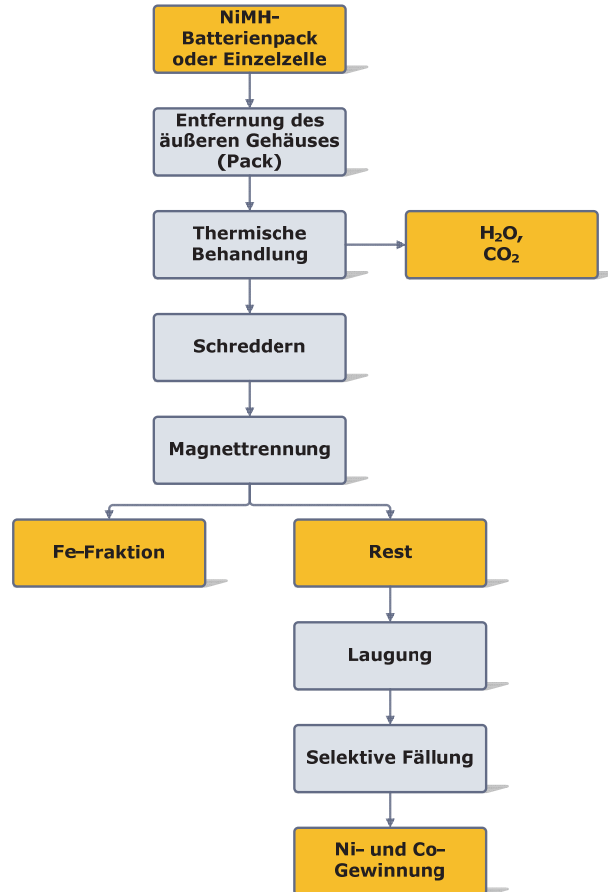 NiMH–
Batterienpack
oder Einzelzelle
Entfernung des
äußeren Gehäuses
(Pack)
Thermische
Behandlung
H₂O,
CO₂
Schreddern
Magnettrennung
Fe–Fraktion
Rest
Laugung
Selektive Fällung
Ni– und Co–
Gewinnung